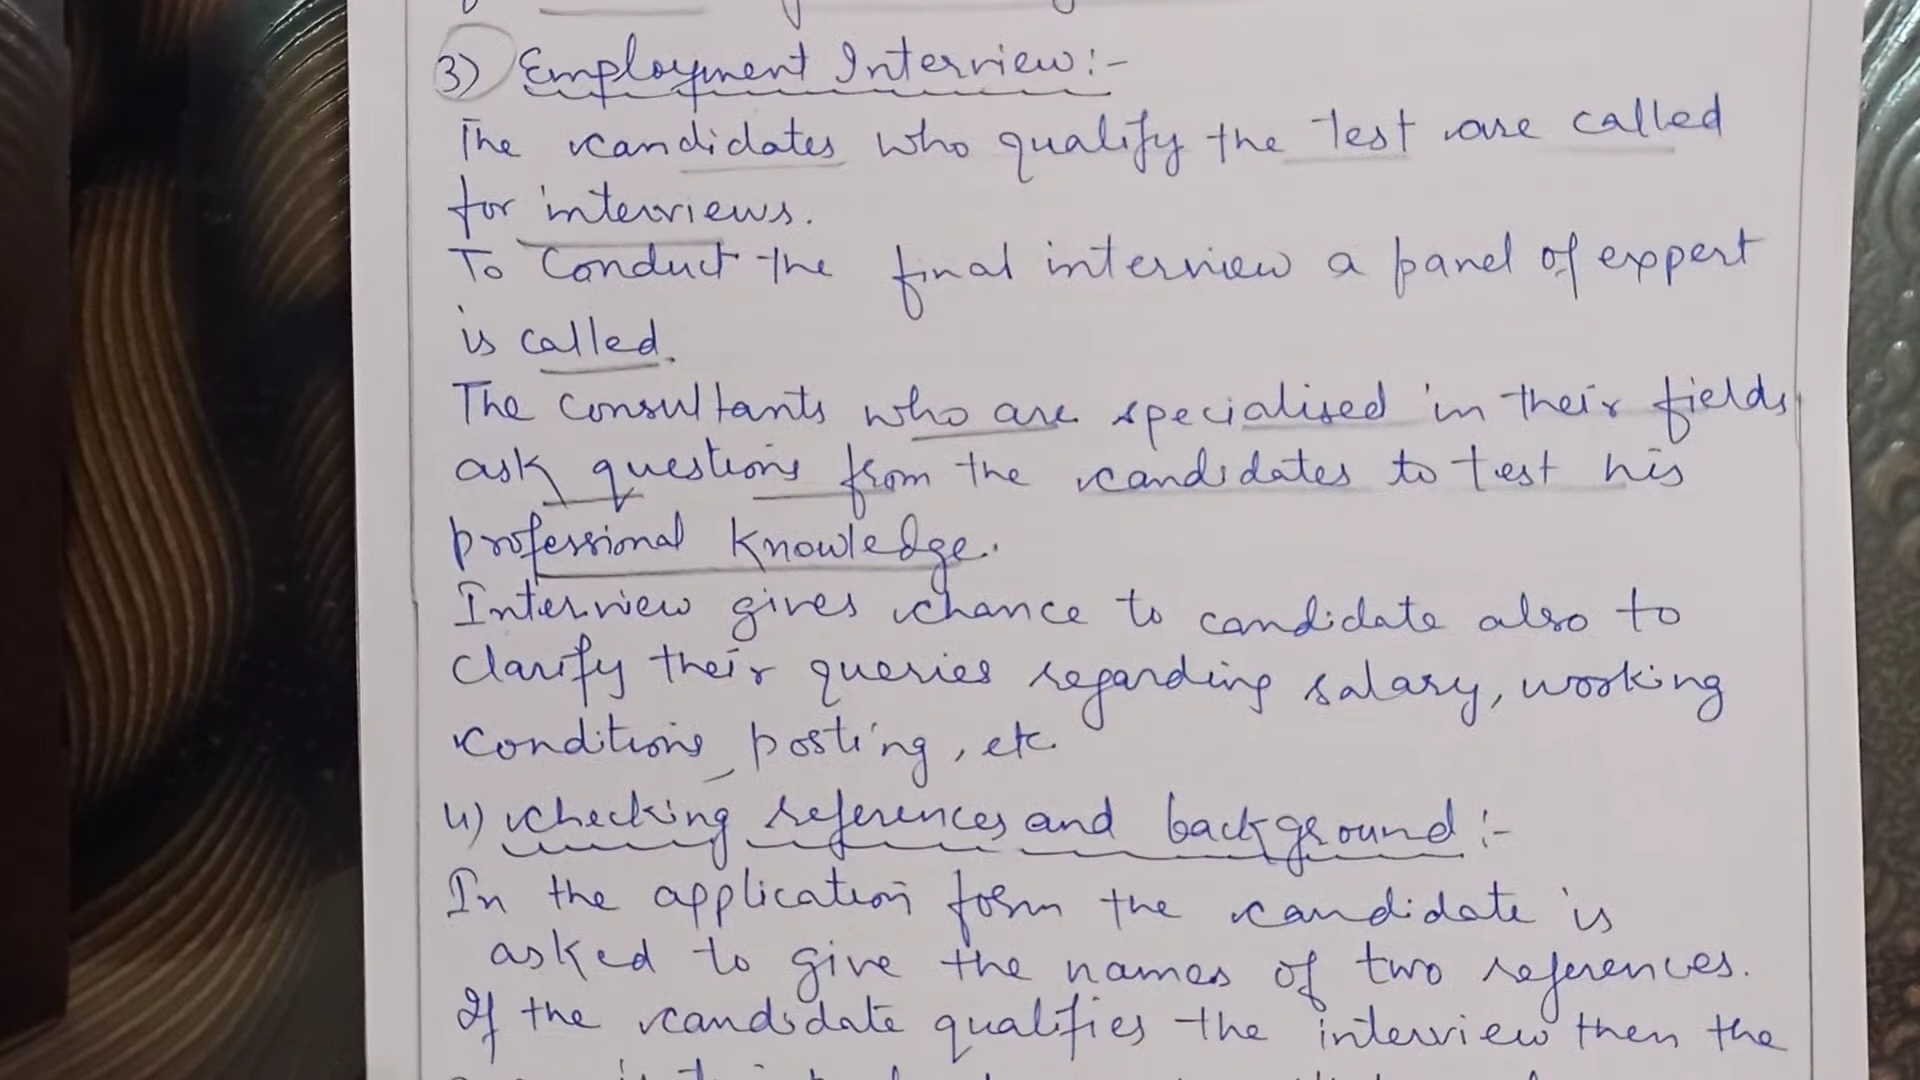 3) Employment Interview:-
The candidates who qualify the Test are called
for interviews.
To Conduct the final interview a panel of expert
is called.
The consultants who are specialised in their fields
ask questions from the candidates to test his
professional knowledge.
Interview gives chance to candidate also to
clarify their queries regarding salary, working
conditions, posting, etc.
4) Checking references and background :-
In the application form the candidate is
asked to give the names of two references.
If the candidate qualifies the interview then the